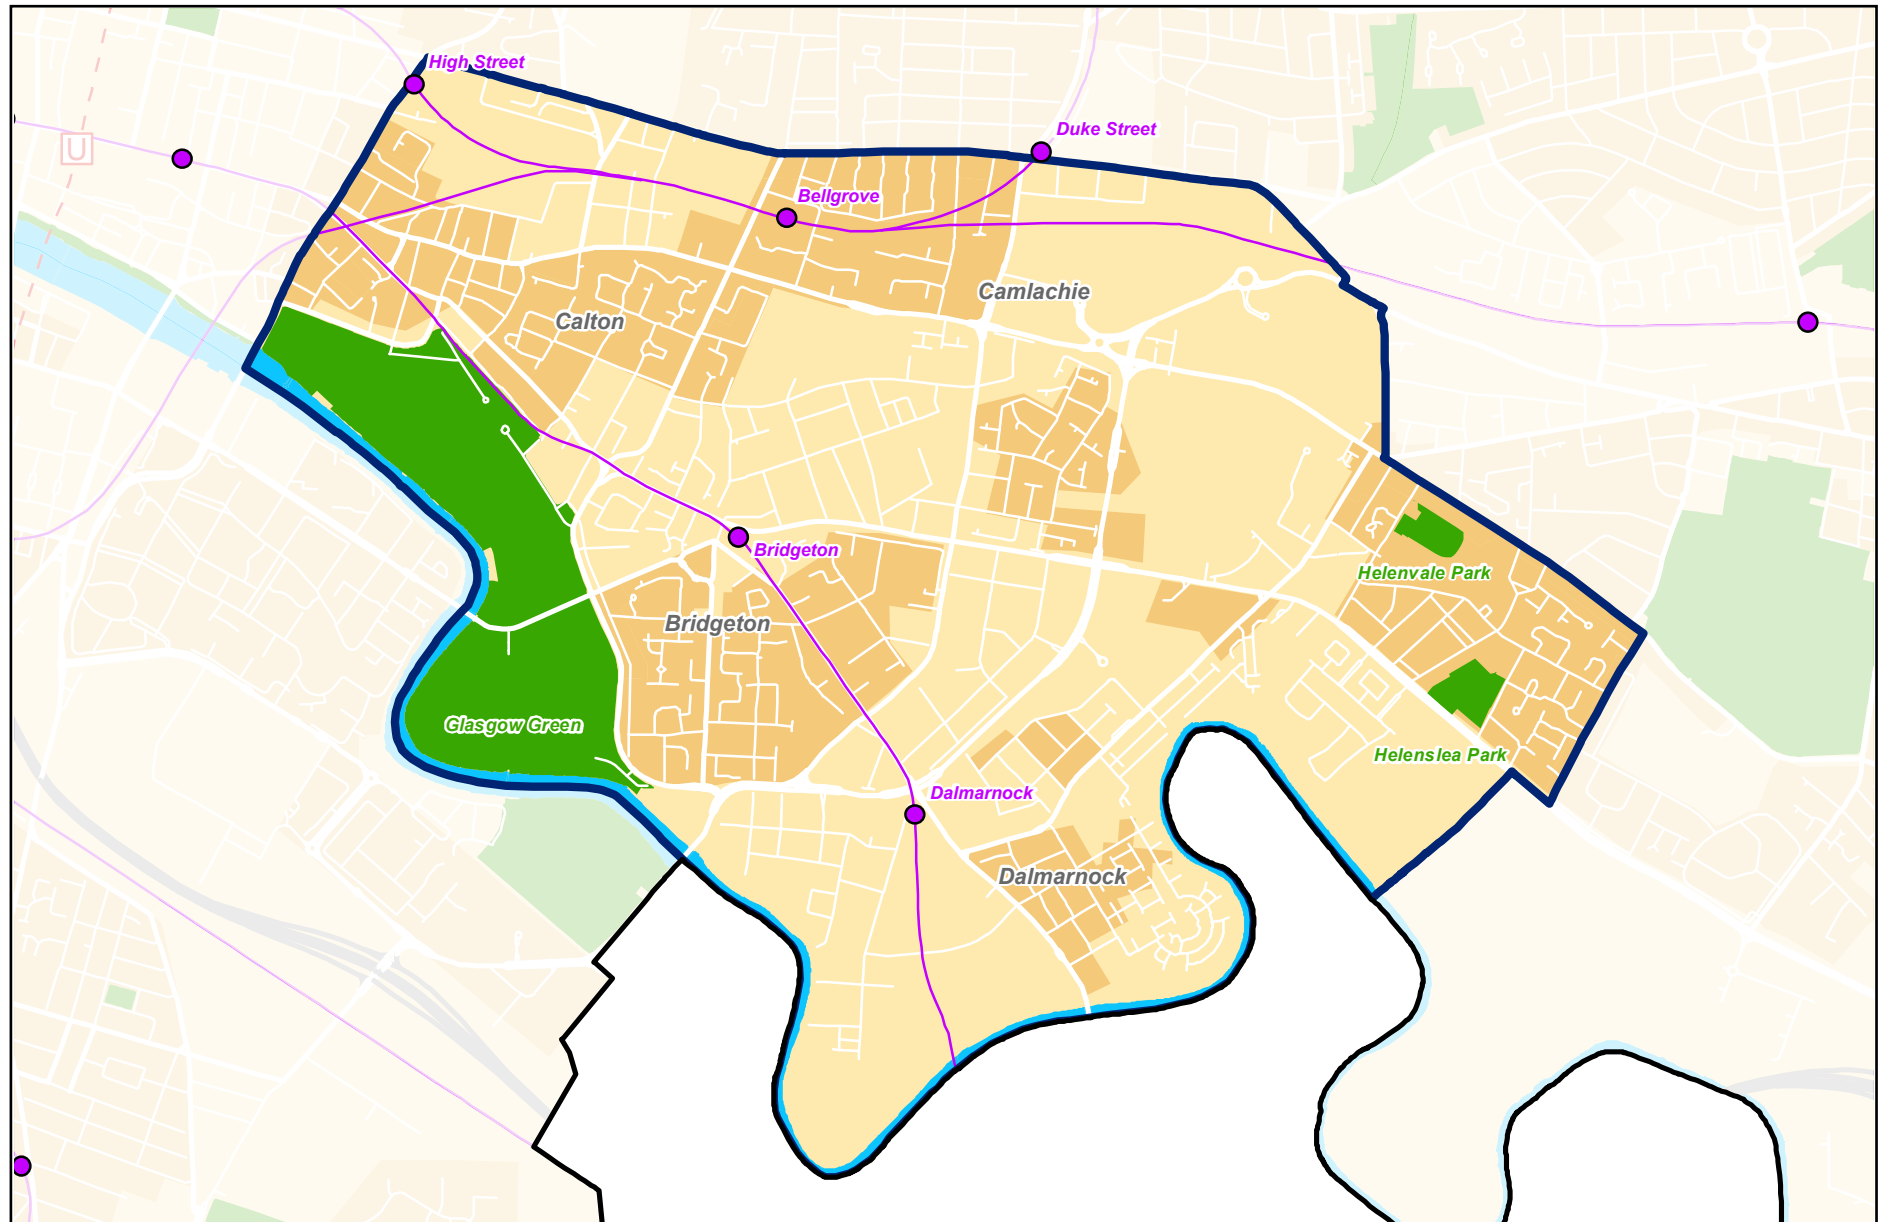 High Street
Duke Street
U
Bellgrove
Camlachie
Calton
Bridgeton
Helenvale Park
Bridgeton
Glasgow Green
Helenslea Park
Dalmarnock
Dalmarnock